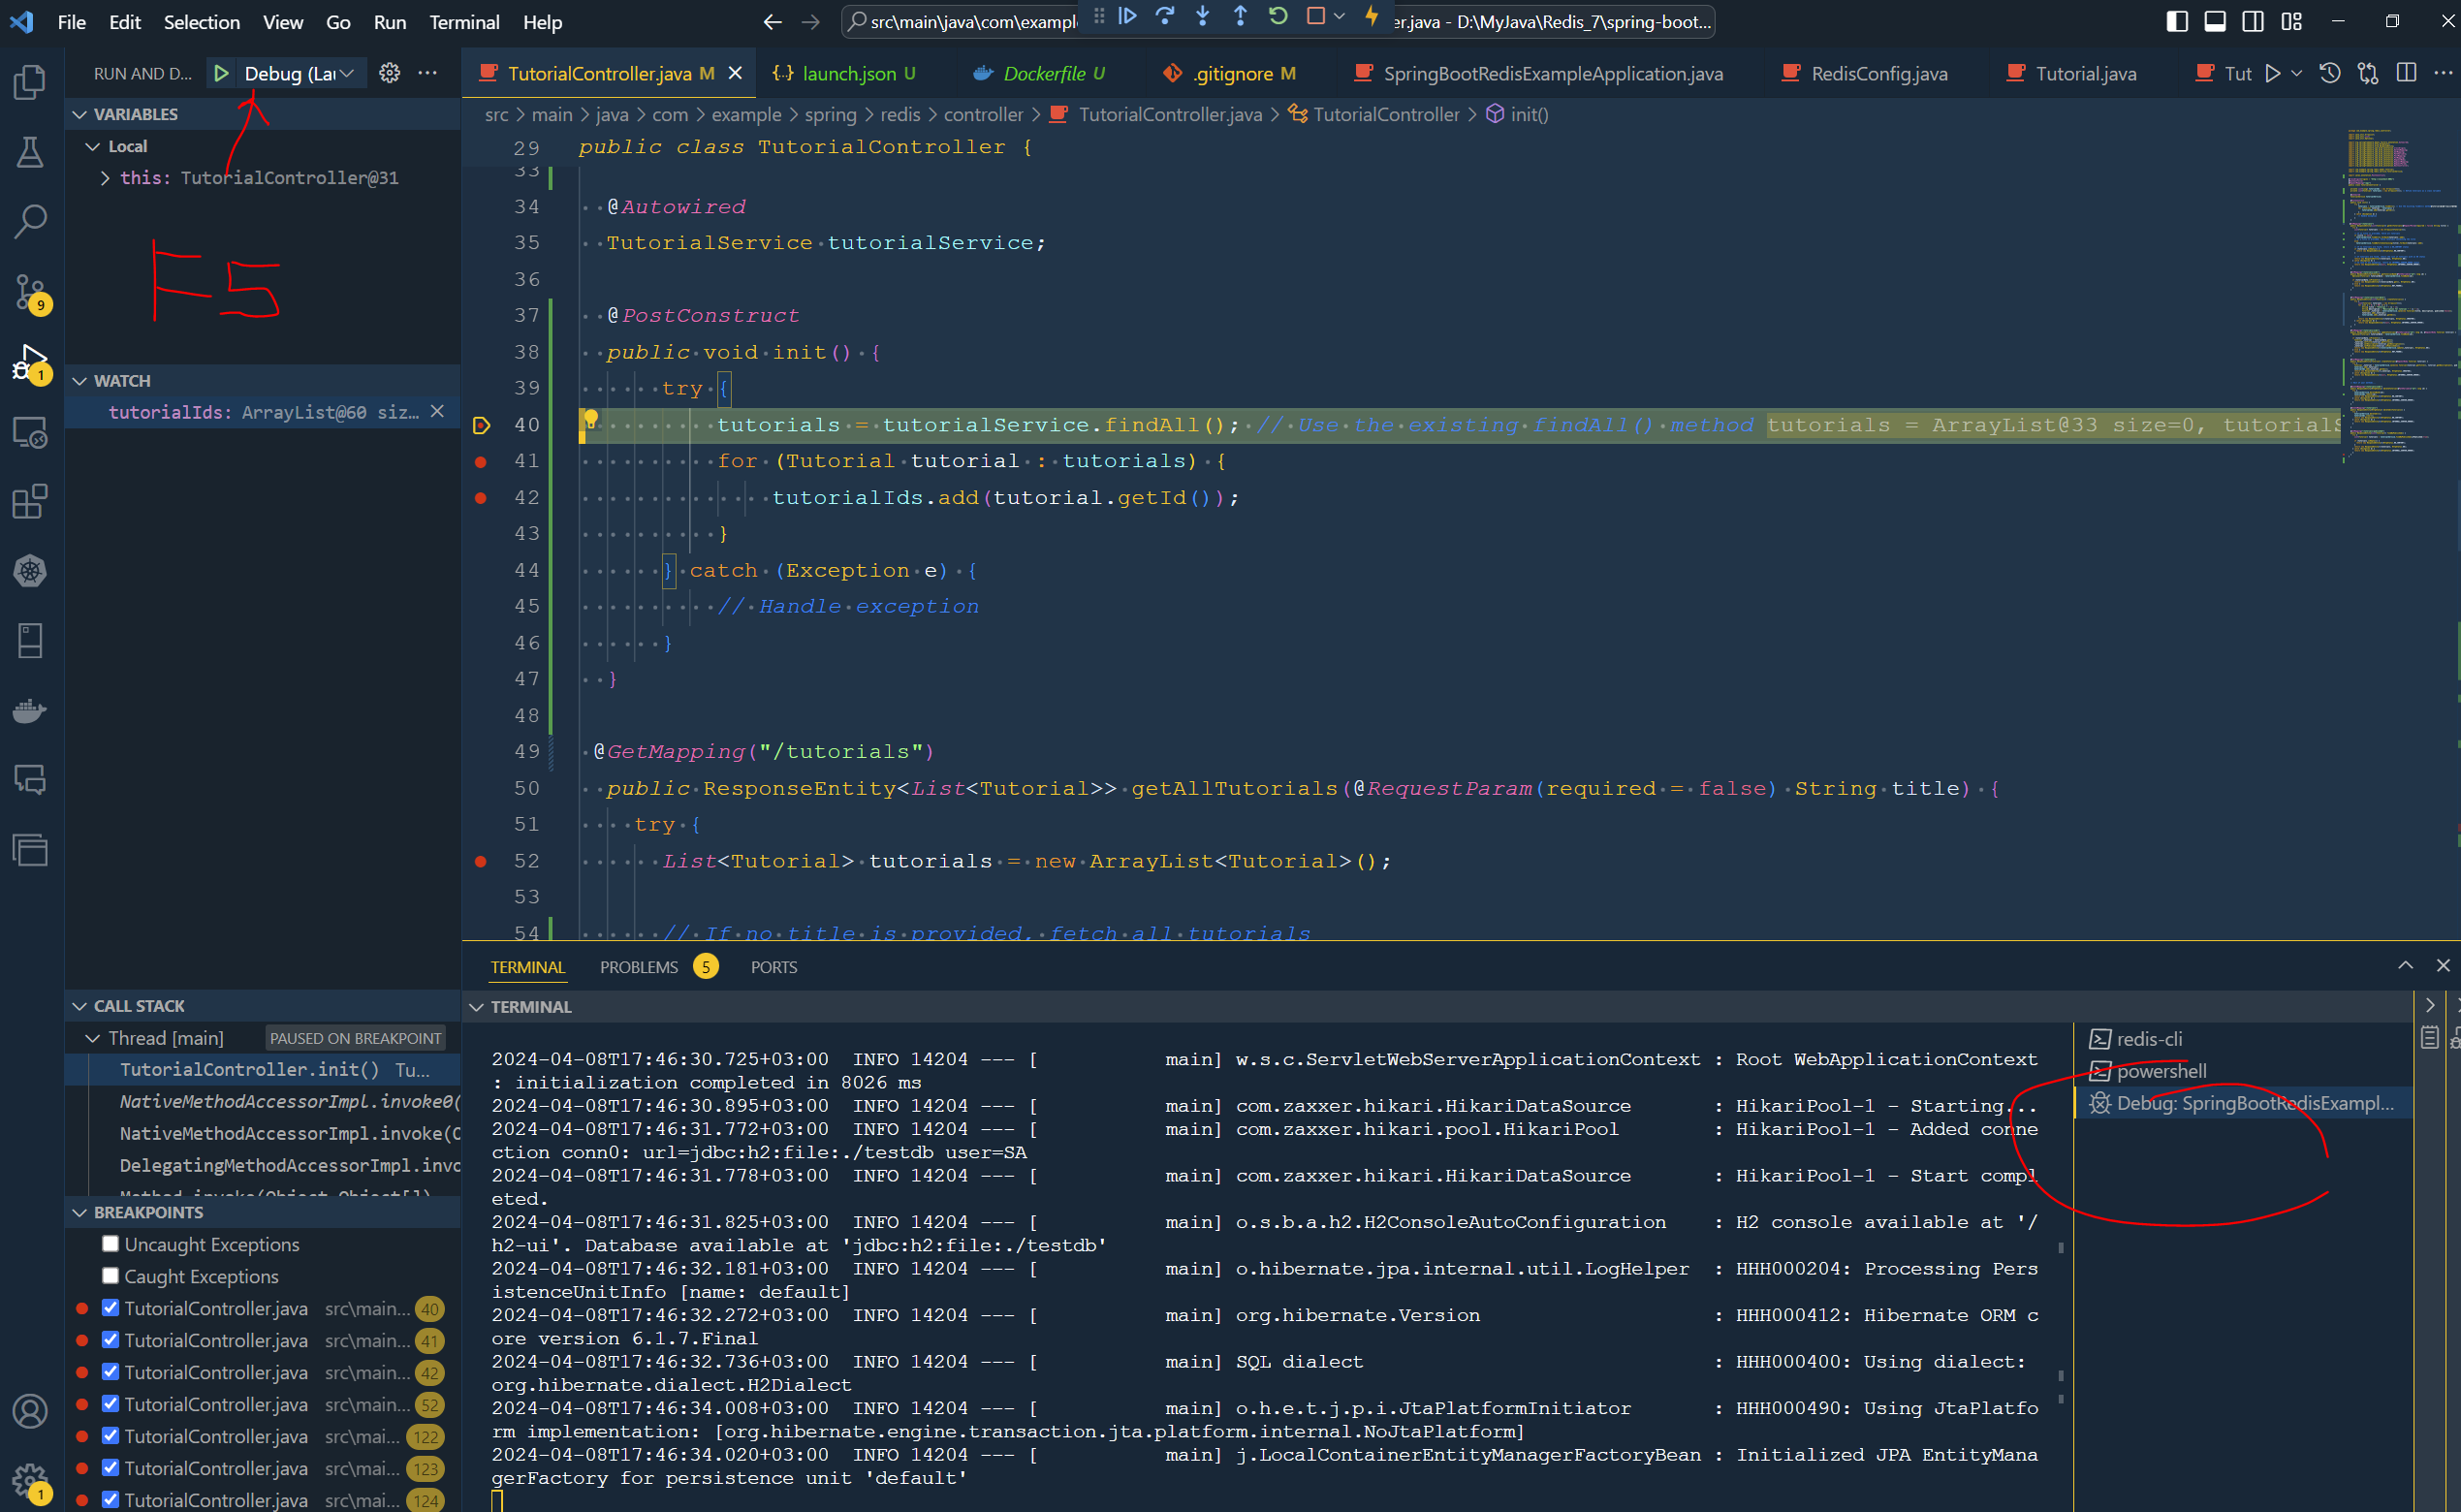 File Edit Selection View Go Run Terminal Help
src\main\java\com\exampl er.java - D:\MyJava\Redis_7\spring-boot...
RUN AND D... Debug (Lau
TutorialController.java M launch.json U Dockerfile U .gitignore M SpringBootRedisExampleApplication.java RedisConfig.java Tutorial.java Tut
src > main > java > com > example > spring > redis > controller > TutorialController.java > TutorialController > init()
VARIABLES
Local
this: TutorialController@31
F5
WATCH
tutorialIds: ArrayList@60 siz...
29 public class TutorialController {
33
34 @Autowired
35 TutorialService tutorialService;
36
37 @PostConstruct
38 public void init() {
39 try {
40 tutorials = tutorialService.findAll(); // Use the existing findAll() method tutorials = ArrayList@33 size=0, tutorialS
41 for (Tutorial tutorial : tutorials) {
42 tutorialIds.add(tutorial.getId());
43 }
44 } catch (Exception e) {
45 // Handle exception
46 }
47 }
48
49 @GetMapping("/tutorials")
50 public ResponseEntity<List<Tutorial>> getAllTutorials(@RequestParam(required = false) String title) {
51 try {
52 List<Tutorial> tutorials = new ArrayList<Tutorial>();
53
54 // If no title is provided, fetch all tutorials
9
1
CALL STACK
Thread [main] PAUSED ON BREAKPOINT
TutorialController.init() Tu...
NativeMethodAccessorImpl.invoke0(
NativeMethodAccessorImpl.invoke(O
DelegatingMethodAccessorImpl.invo
Method.invoke(Object,Object[])
BREAKPOINTS
Uncaught Exceptions
Caught Exceptions
TutorialController.java src\main... 40
TutorialController.java src\main... 41
TutorialController.java src\main... 42
TutorialController.java src\main... 52
TutorialController.java src\mai... 122
TutorialController.java src\mai... 123
TutorialController.java src\mai... 124
1
TERMINAL PROBLEMS 5 PORTS
TERMINAL
2024-04-08T17:46:30.725+03:00 INFO 14204 --- [ main] w.s.c.ServletWebServerApplicationContext : Root WebApplicationContext
: initialization completed in 8026 ms
2024-04-08T17:46:30.895+03:00 INFO 14204 --- [ main] com.zaxxer.hikari.HikariDataSource : HikariPool-1 - Starting...
2024-04-08T17:46:31.772+03:00 INFO 14204 --- [ main] com.zaxxer.hikari.pool.HikariPool : HikariPool-1 - Added conne
ction conn0: url=jdbc:h2:file:./testdb user=SA
2024-04-08T17:46:31.778+03:00 INFO 14204 --- [ main] com.zaxxer.hikari.HikariDataSource : HikariPool-1 - Start compl
eted.
2024-04-08T17:46:31.825+03:00 INFO 14204 --- [ main] o.s.b.a.h2.H2ConsoleAutoConfiguration : H2 console available at '/
h2-ui'. Database available at 'jdbc:h2:file:./testdb'
2024-04-08T17:46:32.181+03:00 INFO 14204 --- [ main] o.hibernate.jpa.internal.util.LogHelper : HHH000204: Processing Pers
istenceUnitInfo [name: default]
2024-04-08T17:46:32.272+03:00 INFO 14204 --- [ main] org.hibernate.Version : HHH000412: Hibernate ORM c
ore version 6.1.7.Final
2024-04-08T17:46:32.736+03:00 INFO 14204 --- [ main] SQL dialect : HHH000400: Using dialect:
org.hibernate.dialect.H2Dialect
2024-04-08T17:46:34.008+03:00 INFO 14204 --- [ main] o.h.e.t.j.p.i.JtaPlatformInitiator : HHH000490: Using JtaPlatfo
rm implementation: [org.hibernate.engine.transaction.jta.platform.internal.NoJtaPlatform]
2024-04-08T17:46:34.020+03:00 INFO 14204 --- [ main] j.LocalContainerEntityManagerFactoryBean : Initialized JPA EntityMana
gerFactory for persistence unit 'default'
redis-cli
powershell
Debug: SpringBootRedisExampl...